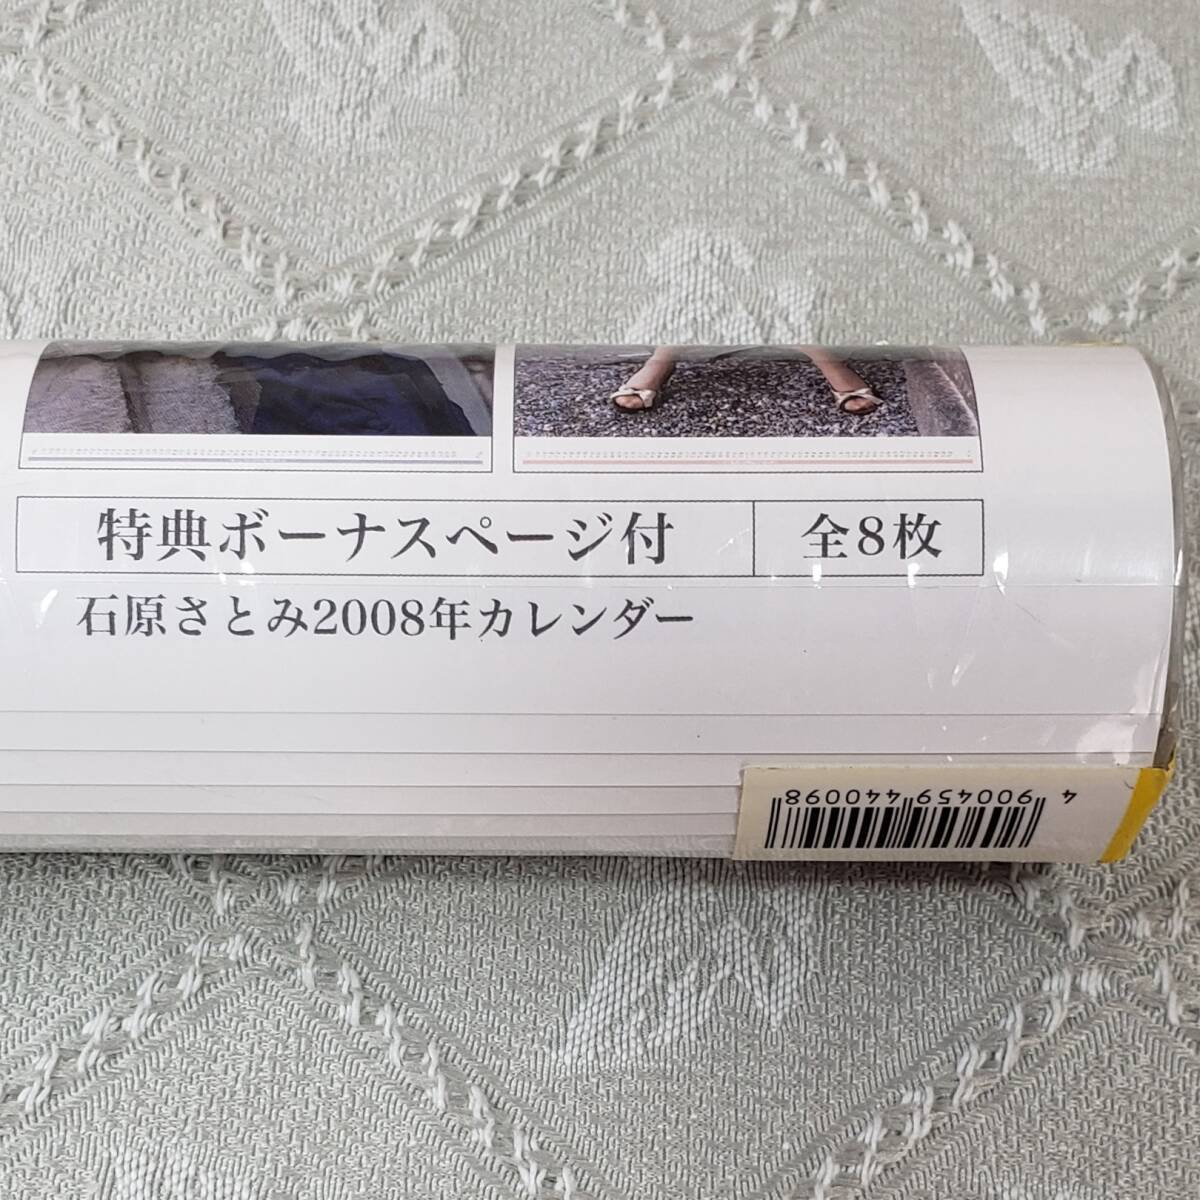 特典ボーナスページ付 全8枚
石原さとみ2008年カレンダー
4 900459 440098